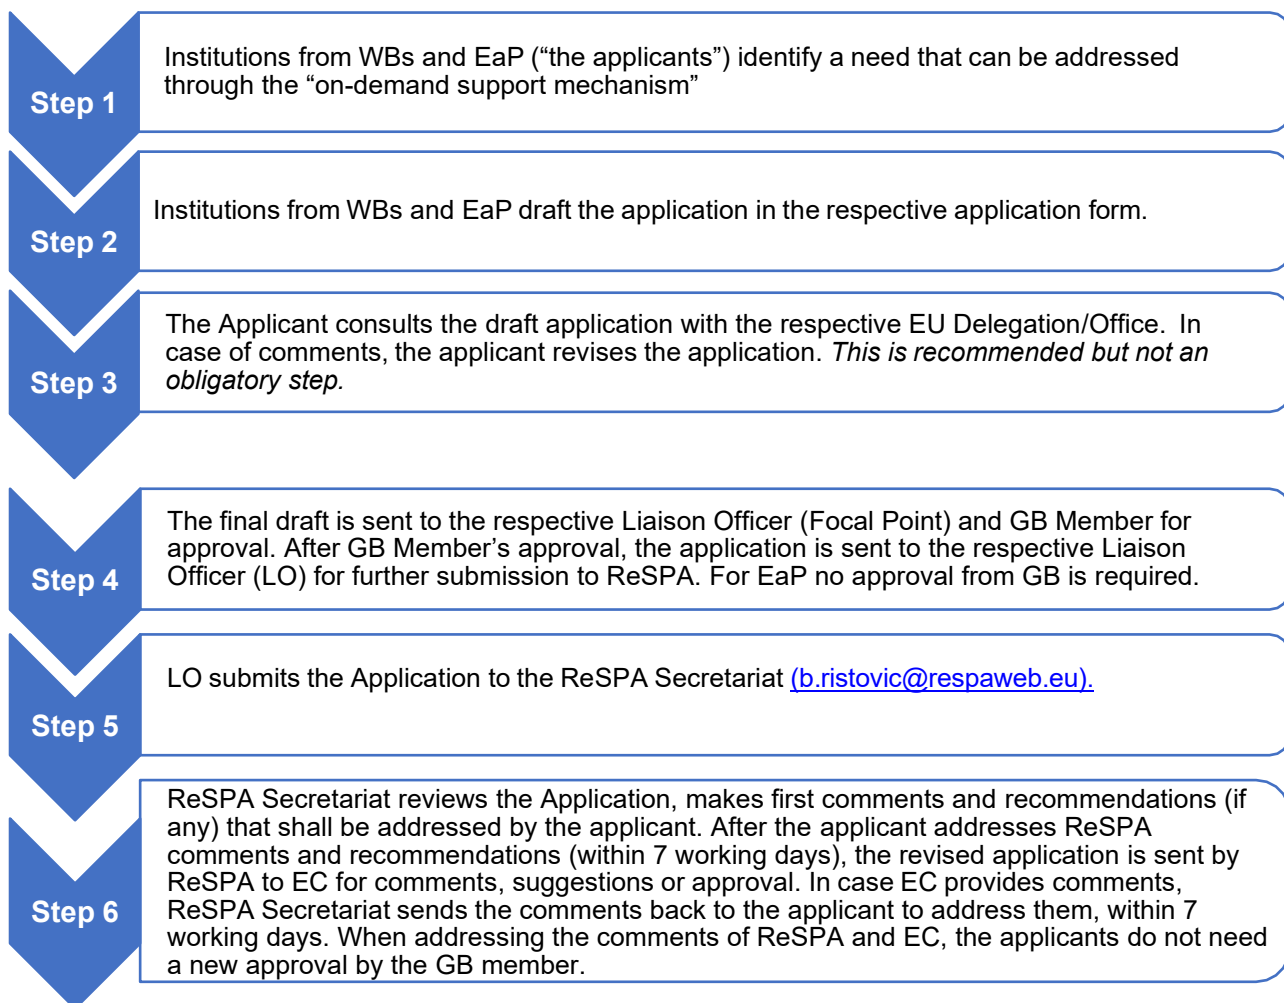 Step 1
Institutions from WBs and EaP (“the applicants”) identify a need that can be addressed
through the “on-demand support mechanism”
Step 2
Institutions from WBs and EaP draft the application in the respective application form.
Step 3
The Applicant consults the draft application with the respective EU Delegation/Office. In
case of comments, the applicant revises the application. This is recommended but not an
obligatory step.
Step 4
The final draft is sent to the respective Liaison Officer (Focal Point) and GB Member for
approval. After GB Member’s approval, the application is sent to the respective Liaison
Officer (LO) for further submission to ReSPA. For EaP no approval from GB is required.
Step 5
LO submits the Application to the ReSPA Secretariat (b.ristovic@respaweb.eu).
Step 6
ReSPA Secretariat reviews the Application, makes first comments and recommendations (if
any) that shall be addressed by the applicant. After the applicant addresses ReSPA
comments and recommendations (within 7 working days), the revised application is sent by
ReSPA to EC for comments, suggestions or approval. In case EC provides comments,
ReSPA Secretariat sends the comments back to the applicant to address them, within 7
working days. When addressing the comments of ReSPA and EC, the applicants do not need
a new approval by the GB member.